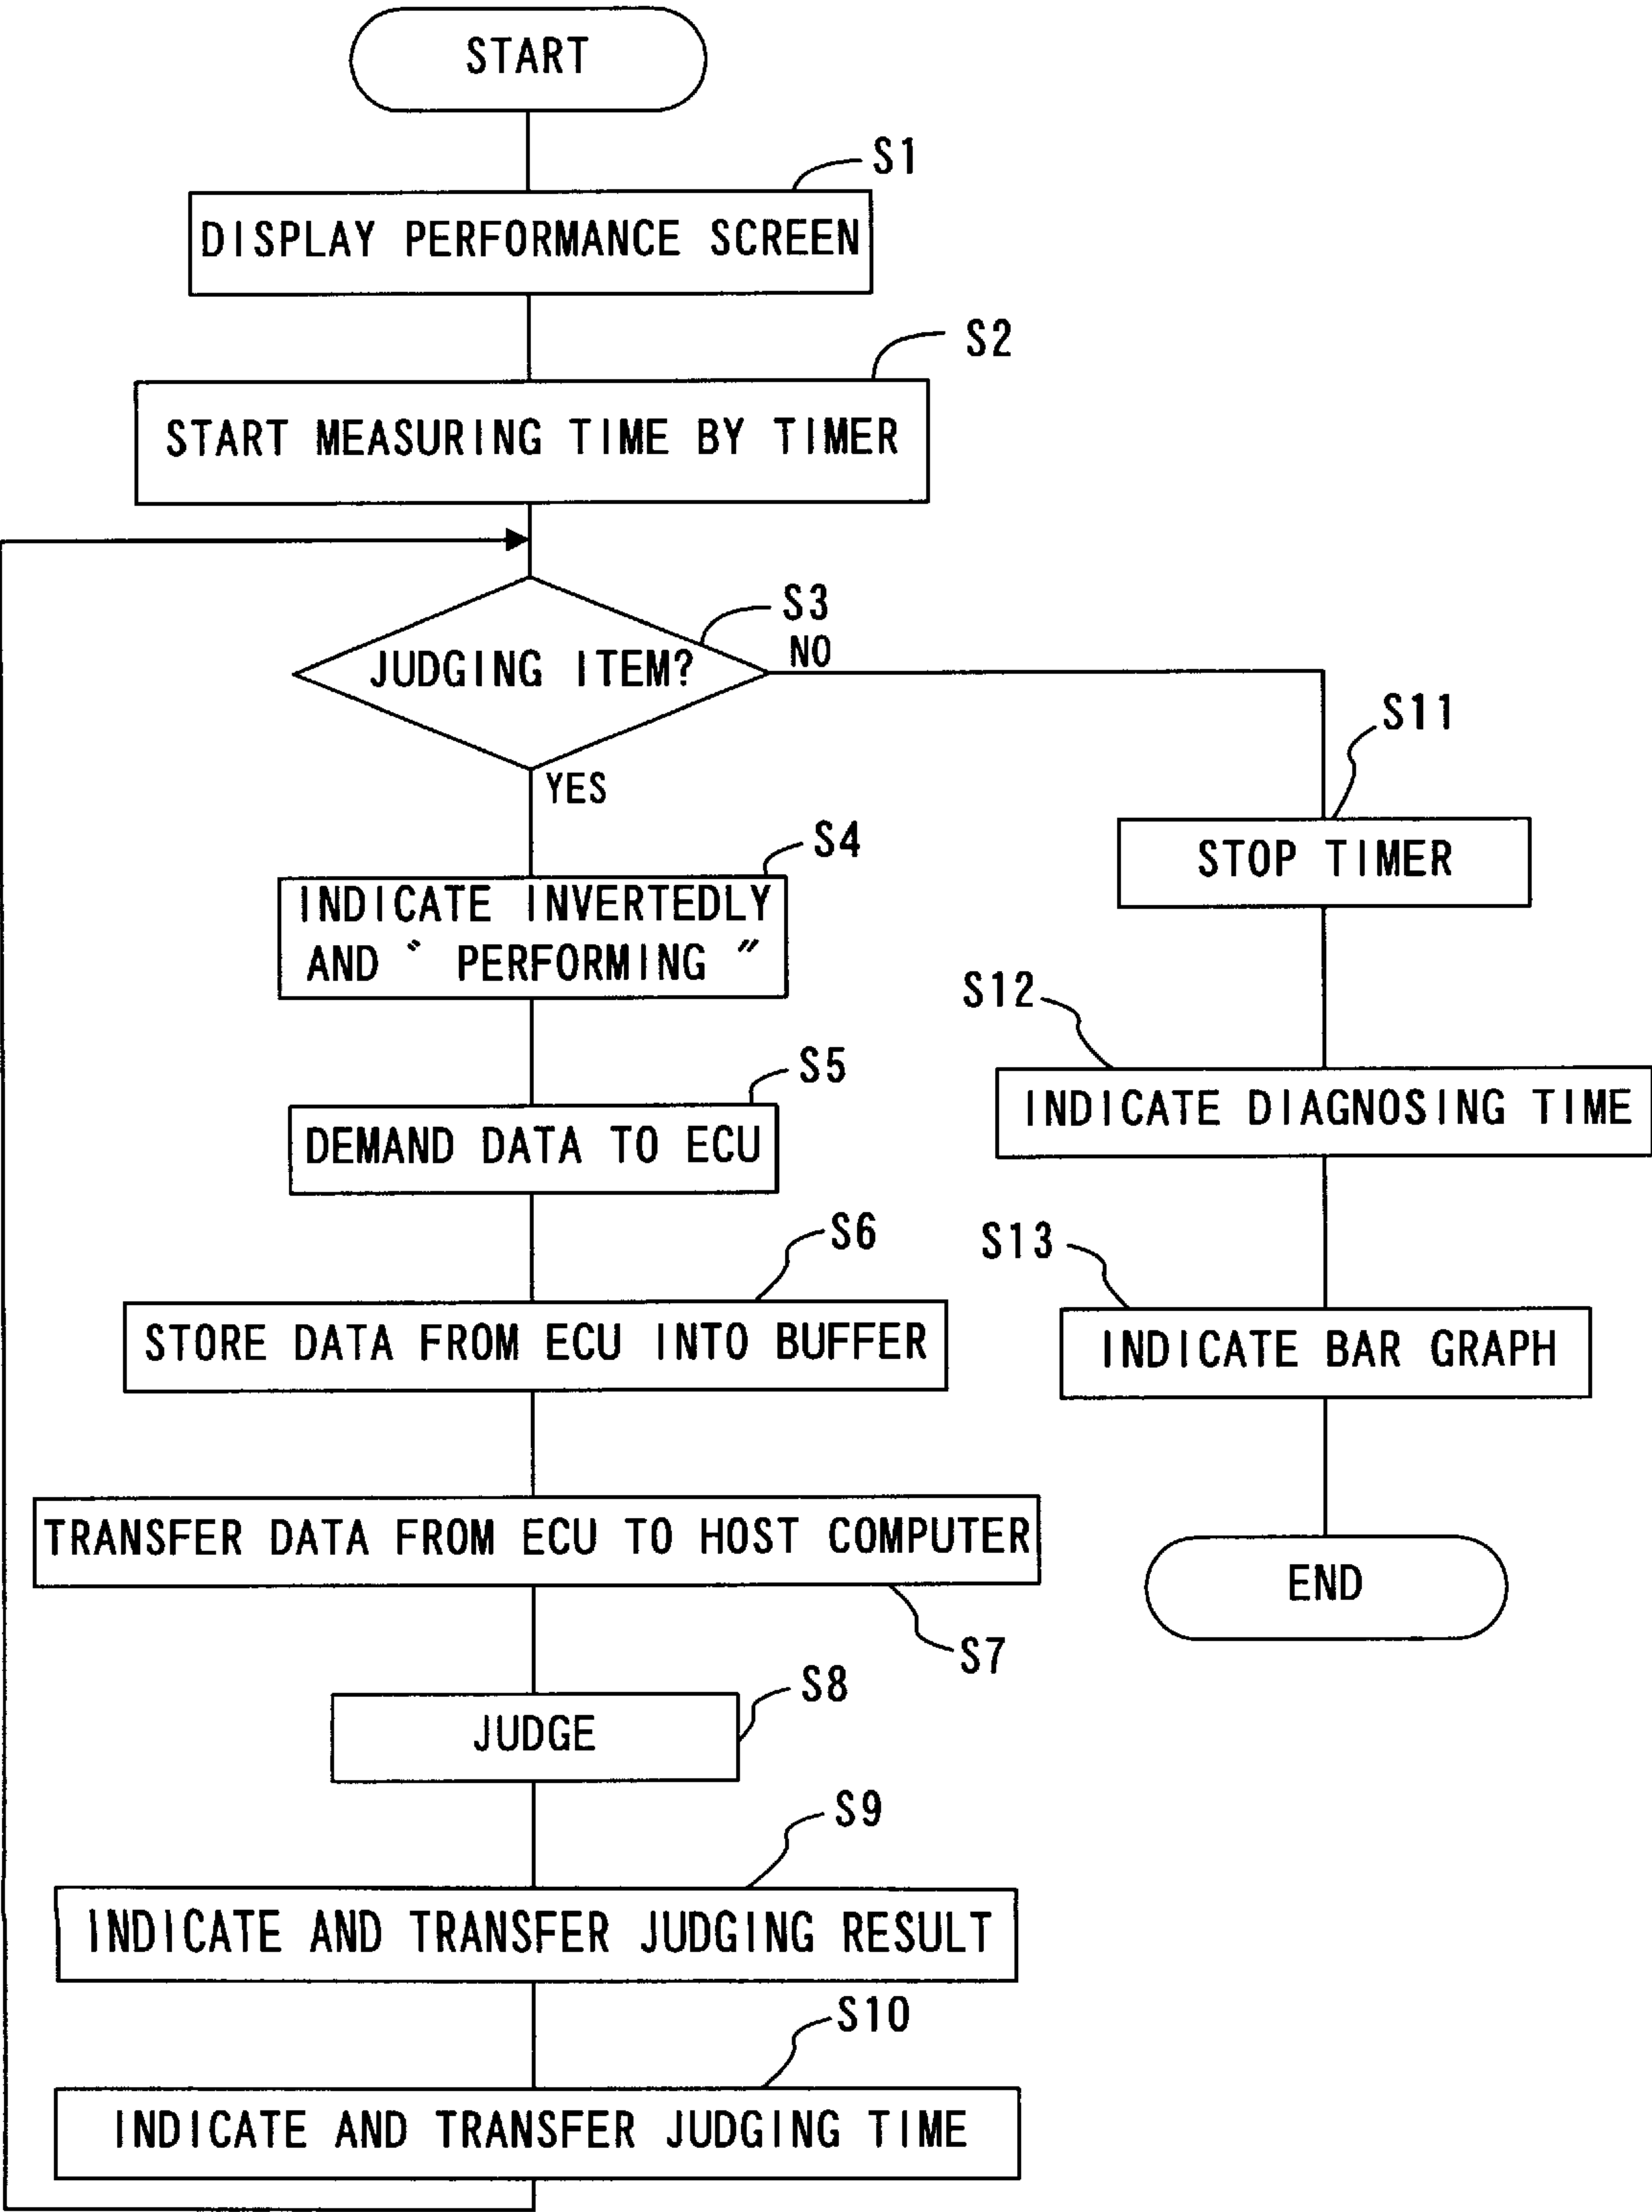 START
S1
DISPLAY PERFORMANCE SCREEN
S2
START MEASURING TIME BY TIMER
S3
JUDGING ITEM?
NO
YES
S4
INDICATE INVERTEDLY
AND 〝 PERFORMING 〞
S5
DEMAND DATA TO ECU
S6
STORE DATA FROM ECU INTO BUFFER
TRANSFER DATA FROM ECU TO HOST COMPUTER
S7
S8
JUDGE
S9
INDICATE AND TRANSFER JUDGING RESULT
S10
INDICATE AND TRANSFER JUDGING TIME
S11
STOP TIMER
S12
INDICATE DIAGNOSING TIME
S13
INDICATE BAR GRAPH
END